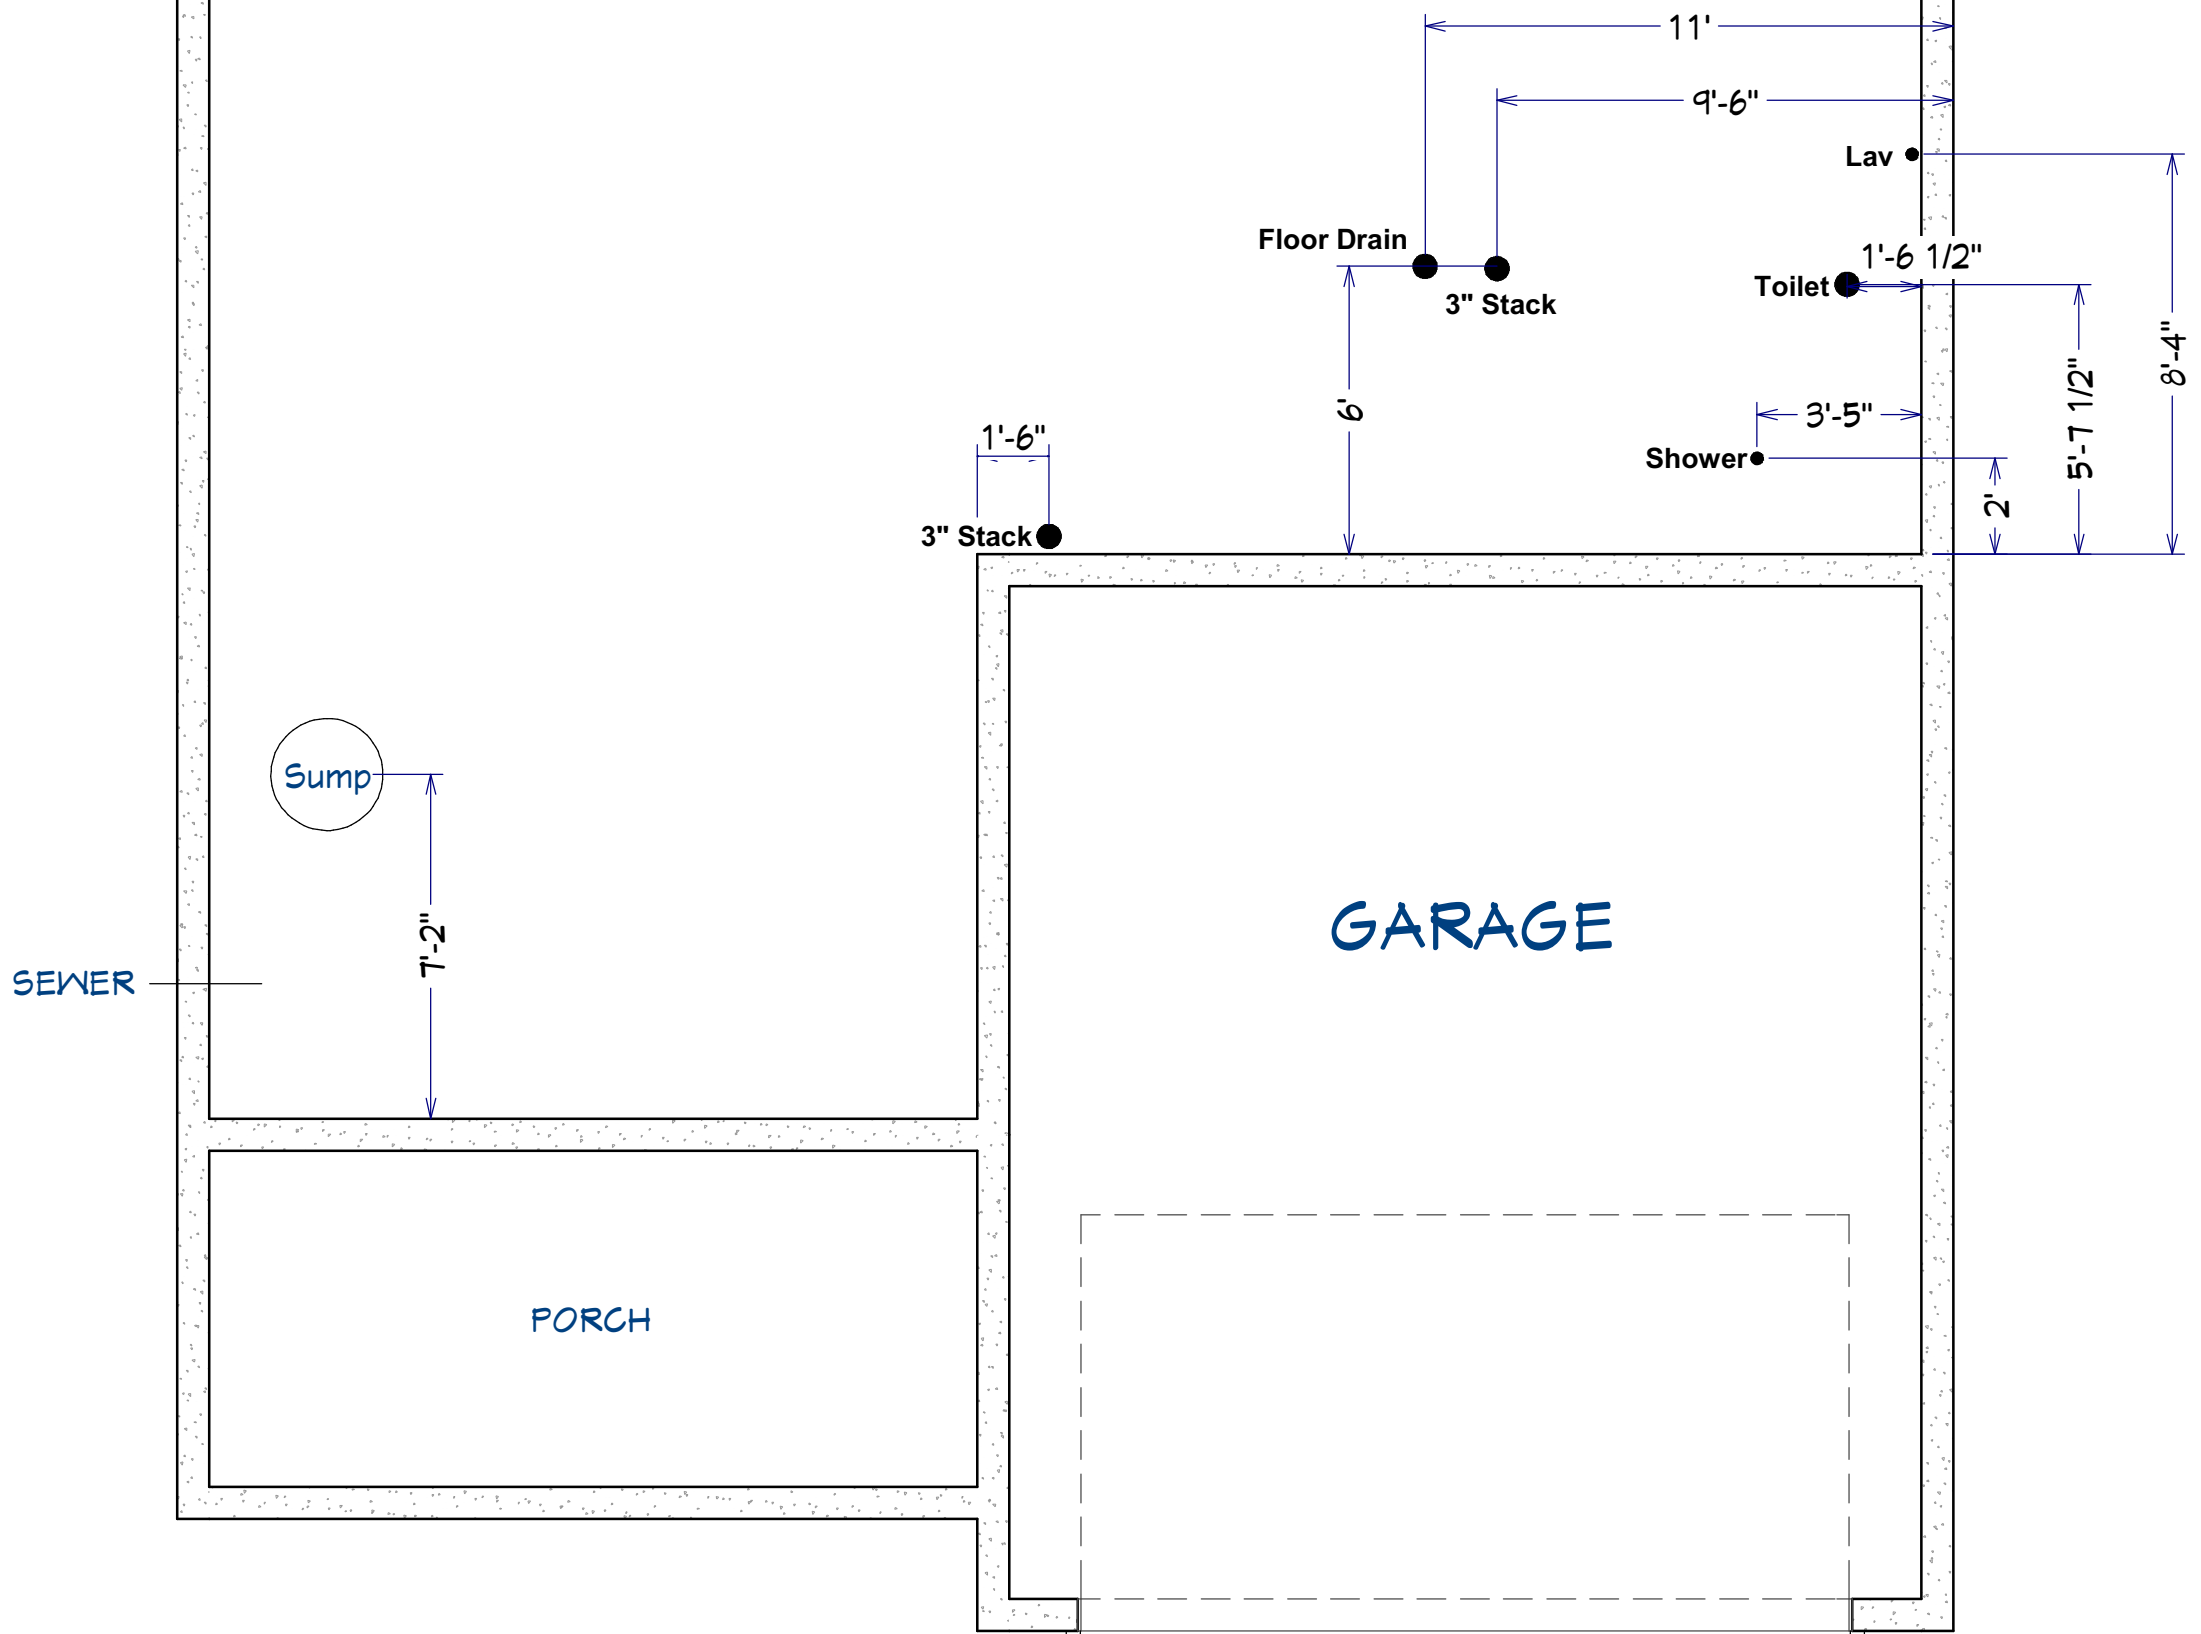 11'
9'-6"
Lav
Floor Drain
1'-6 1/2"
Toilet
3" Stack
8'-4"
5'-7 1/2"
6'
3'-5"
1'-6"
Shower
2'
3" Stack
Sump
GARAGE
7'-2"
SEWER
PORCH